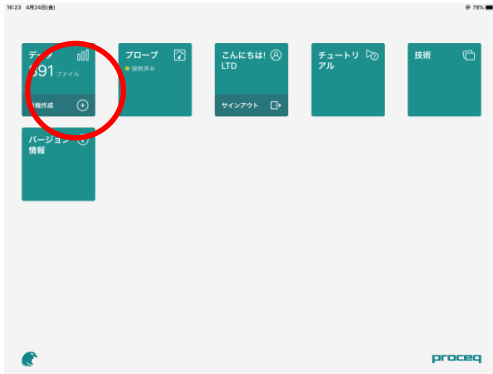 16:23 4月24日(金)
78%
データ
391 ファイル
新規作成
プローブ
接続済み
こんにちは!
LTD
サインアウト
チュートリ
アル
技術
バージョン
情報
proceq